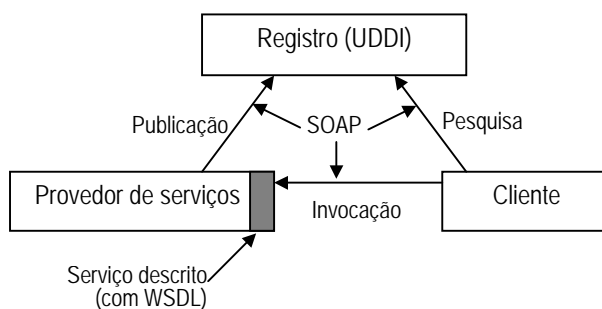 Registro (UDDI)
Publicação
SOAP
Pesquisa
Provedor de serviços
Cliente
Invocação
Serviço descrito
(com WSDL)